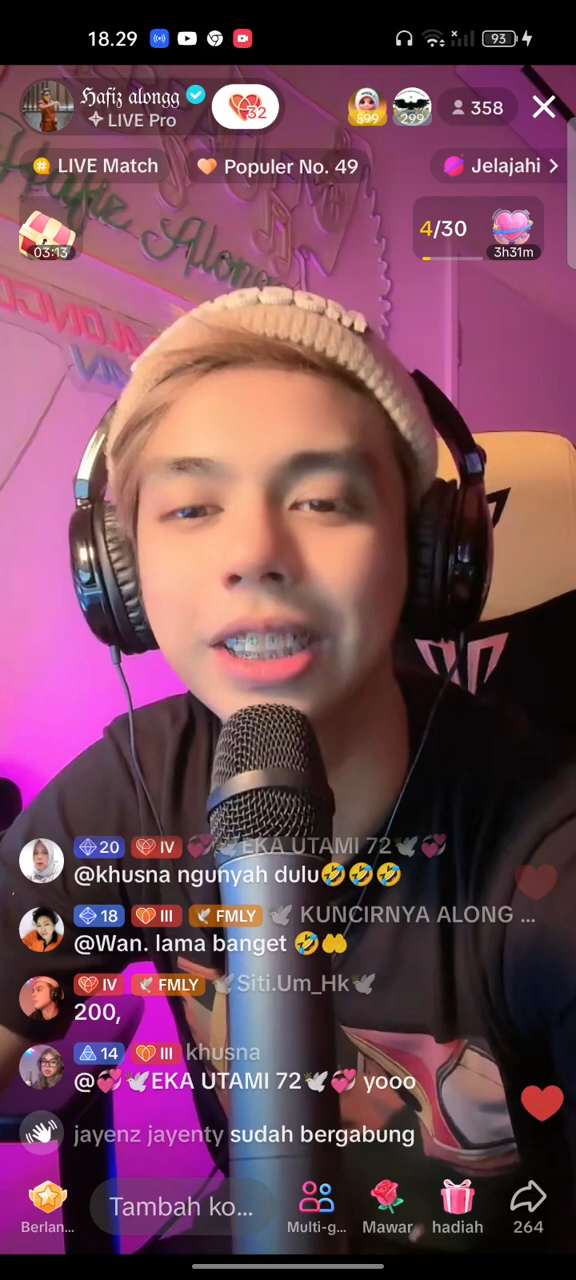 18.29
93
Hafiz alongg
LIVE Pro
32
599
299
358
LIVE Match
Populer No. 49
Jelajahi >
03:13
4/30
3h31m
Hafiz Along
20 IV EKA UTAMI 72
@khusna ngunyah dulu🤣🤣🤣
18 III FMLY KUNCIRNYA ALONG ...
@Wan. lama banget 🤣🤲
IV FMLY 🕊Siti.Um_Hk🕊
200,
14 III khusna
@💞🕊EKA UTAMI 72🕊💞 yooo
jayenz jayenty sudah bergabung
Berlan...
Tambah ko...
Multi-g...
Mawar
hadiah
264